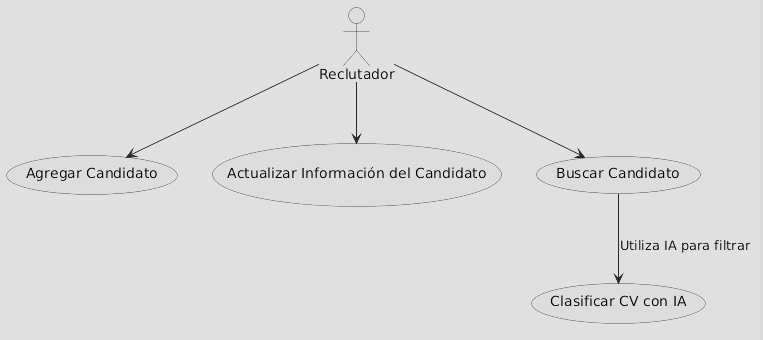 Reclutador
Agregar Candidato
Actualizar Información del Candidato
Buscar Candidato
Utiliza IA para filtrar
Clasificar CV con IA